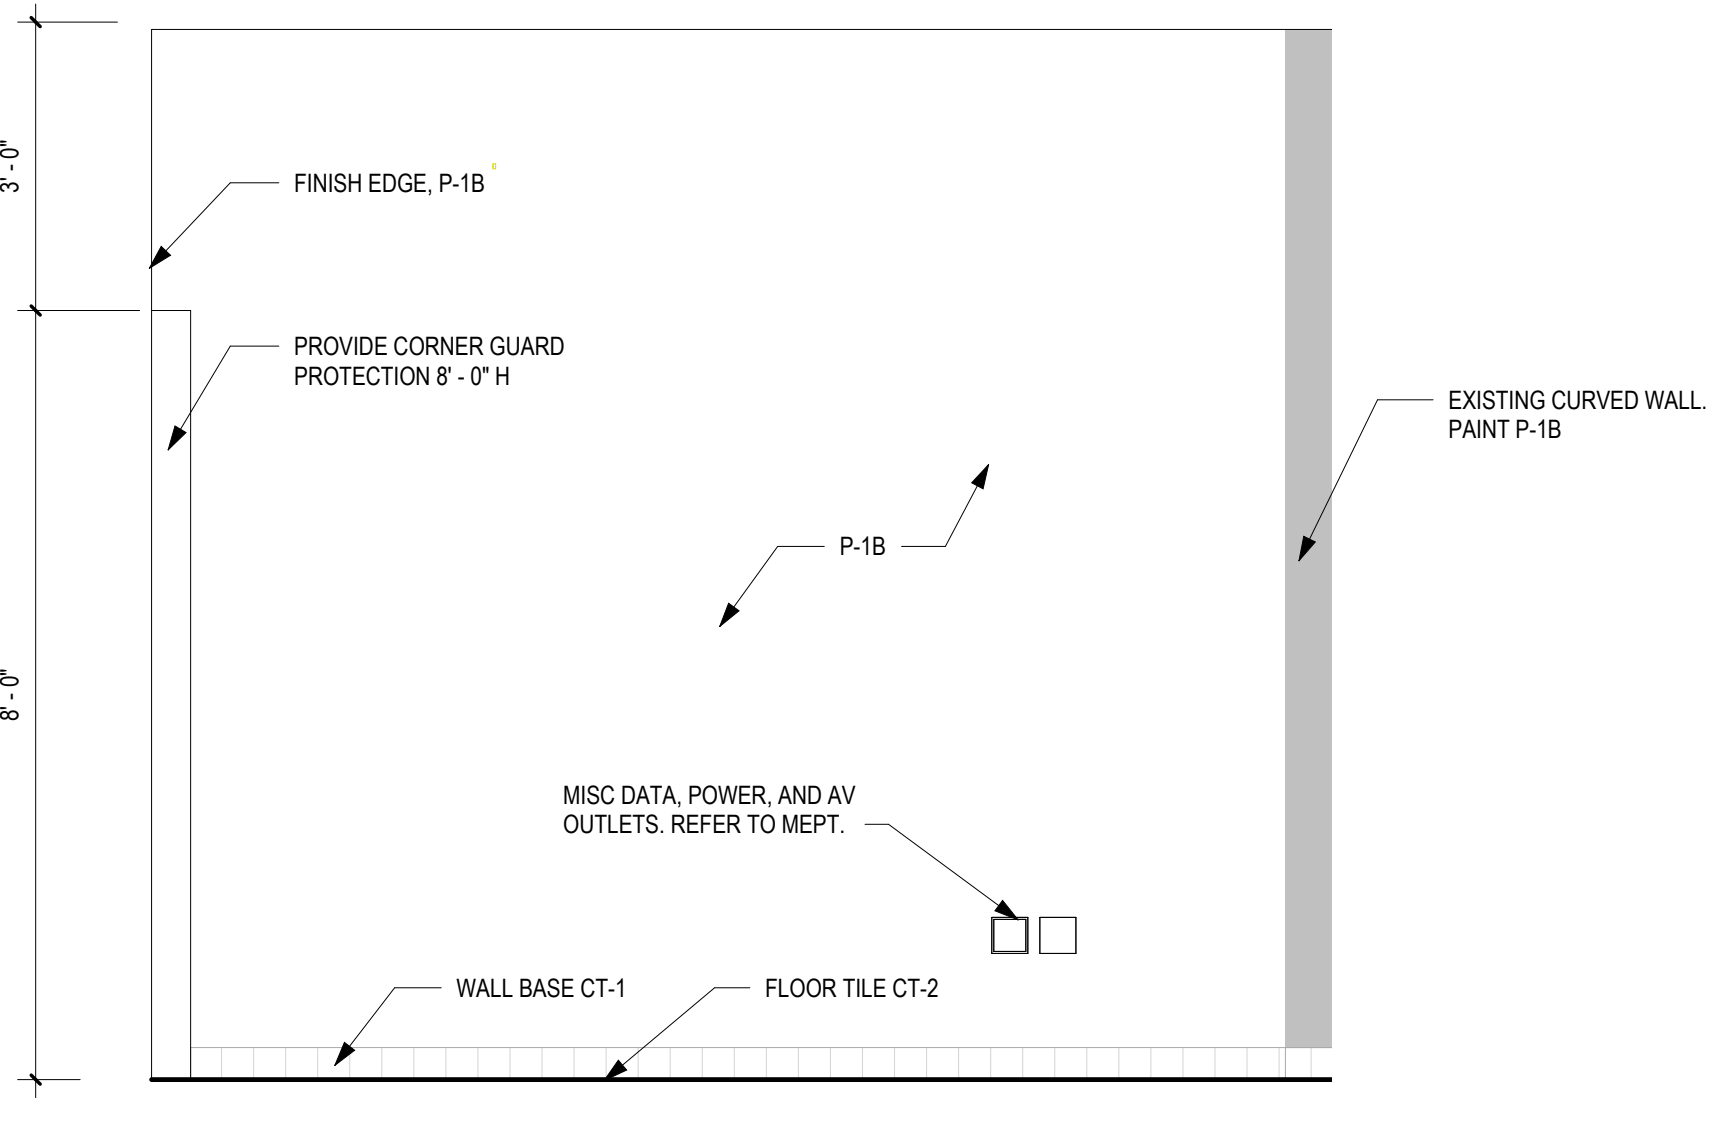 3' - 0"
FINISH EDGE, P-1B
PROVIDE CORNER GUARD
PROTECTION 8' - 0" H
EXISTING CURVED WALL.
PAINT P-1B
P-1B
8' - 0"
MISC DATA, POWER, AND AV
OUTLETS. REFER TO MEPT.
WALL BASE CT-1
FLOOR TILE CT-2